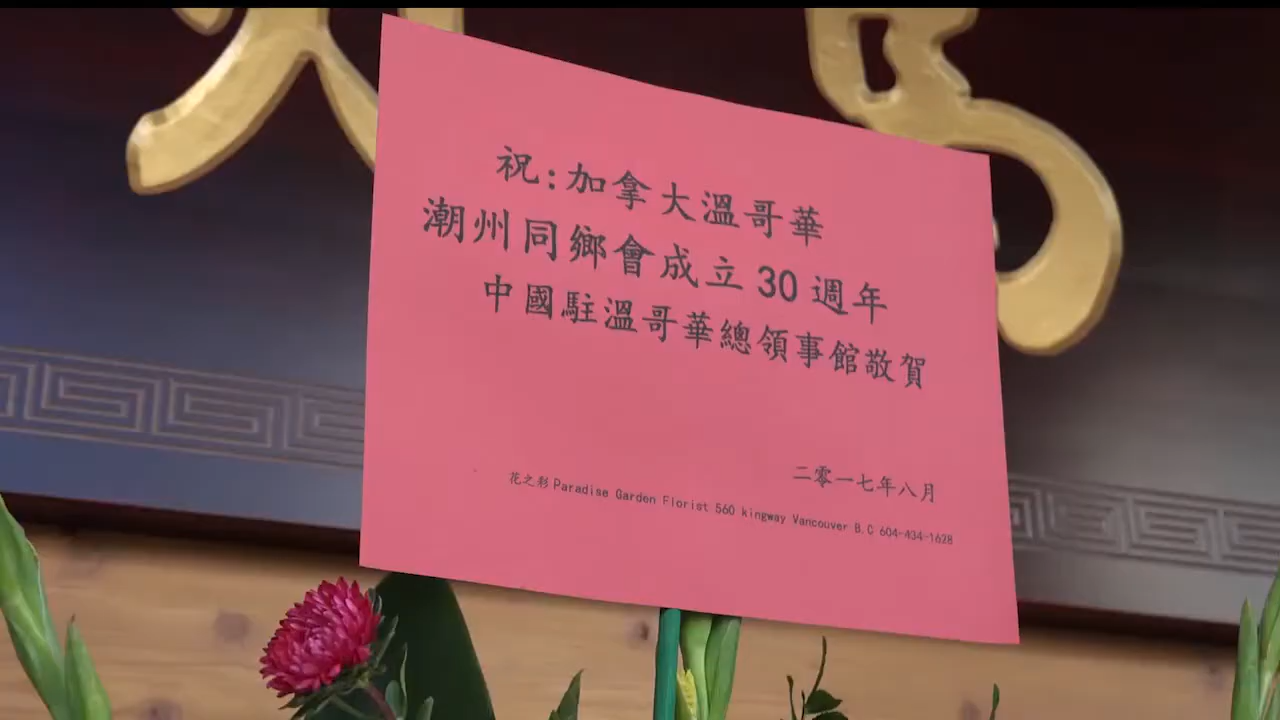 祝:加拿大溫哥華
潮州同鄉會成立30週年
中國駐溫哥華總領事館敬賀
二零一七年八月
花之彩 Paradise Garden Florist 560 kingway Vancouver B.C 604-434-1628